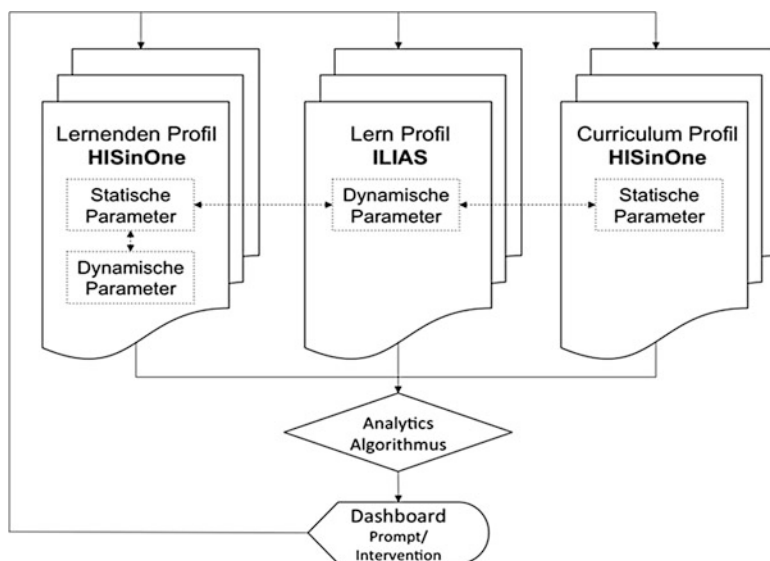 Lernenden Profil
HISinOne
Statische
Parameter
Dynamische
Parameter
Lern Profil
ILIAS
Dynamische
Parameter
Curriculum Profil
HISinOne
Statische
Parameter
Analytics
Algorithmus
Dashboard
Prompt/
Intervention